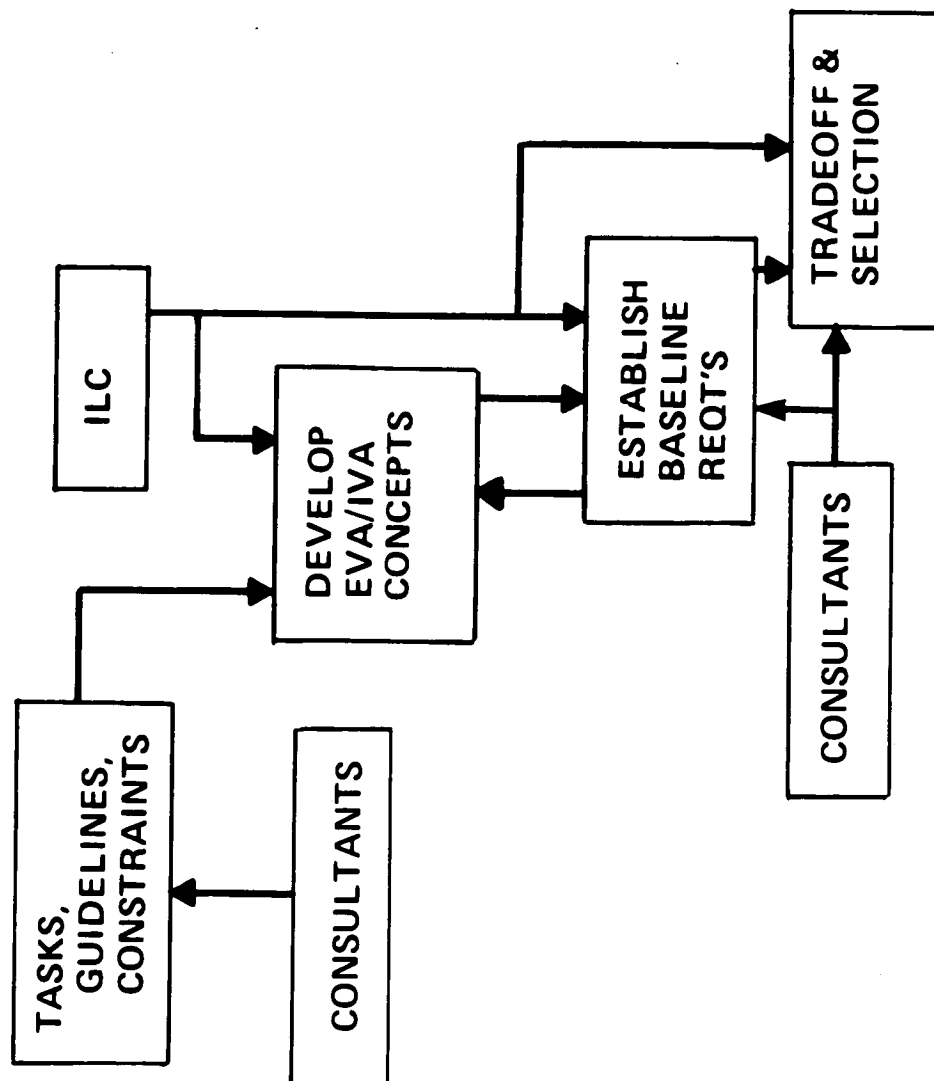 TASKS,
GUIDELINES,
CONSTRAINTS
CONSULTANTS
ILC
DEVELOP
EVA/IVA
CONCEPTS
ESTABLISH
BASELINE
REQT'S
CONSULTANTS
TRADEOFF &
SELECTION